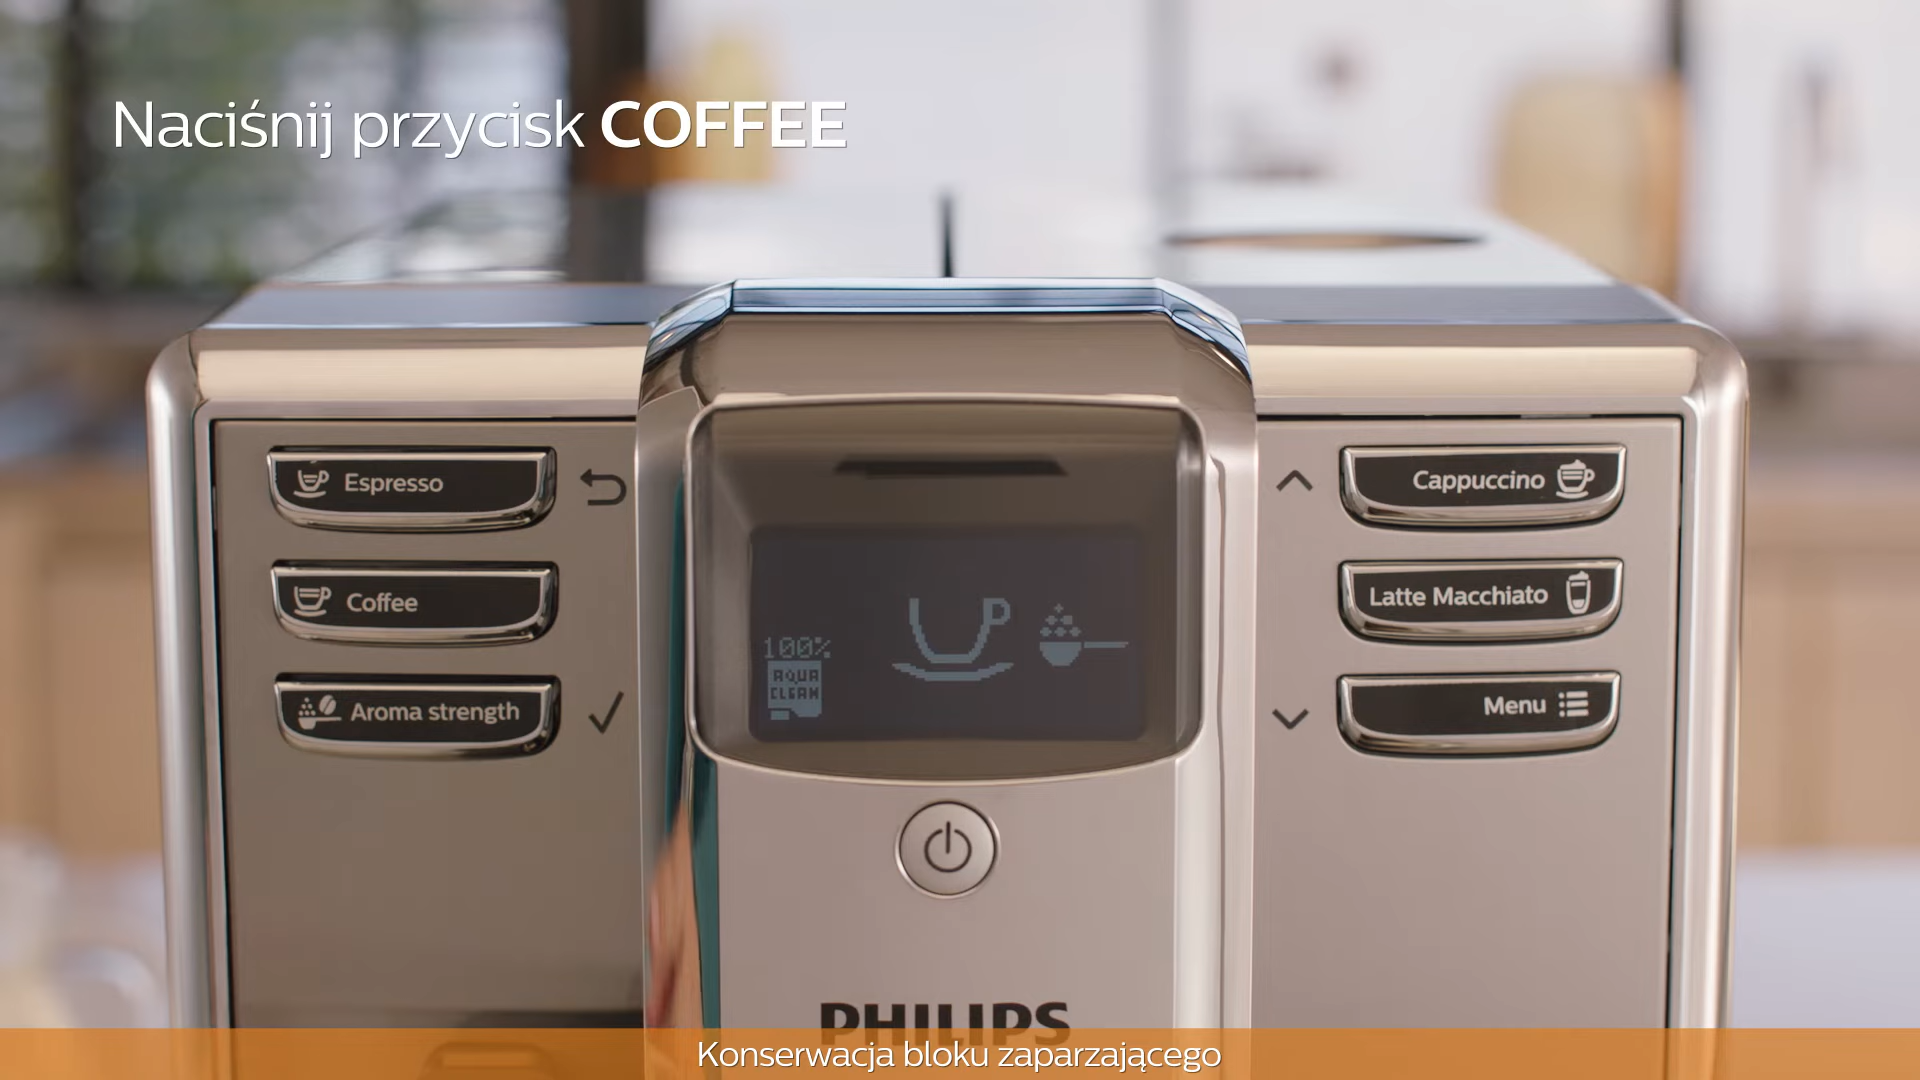 Naciśnij przycisk COFFEE
Espresso
Cappuccino
Coffee
Latte Macchiato
Aroma strength
Menu
100%
AQUA
CLEAN
PHILIPS
Konserwacja bloku zaparzającego